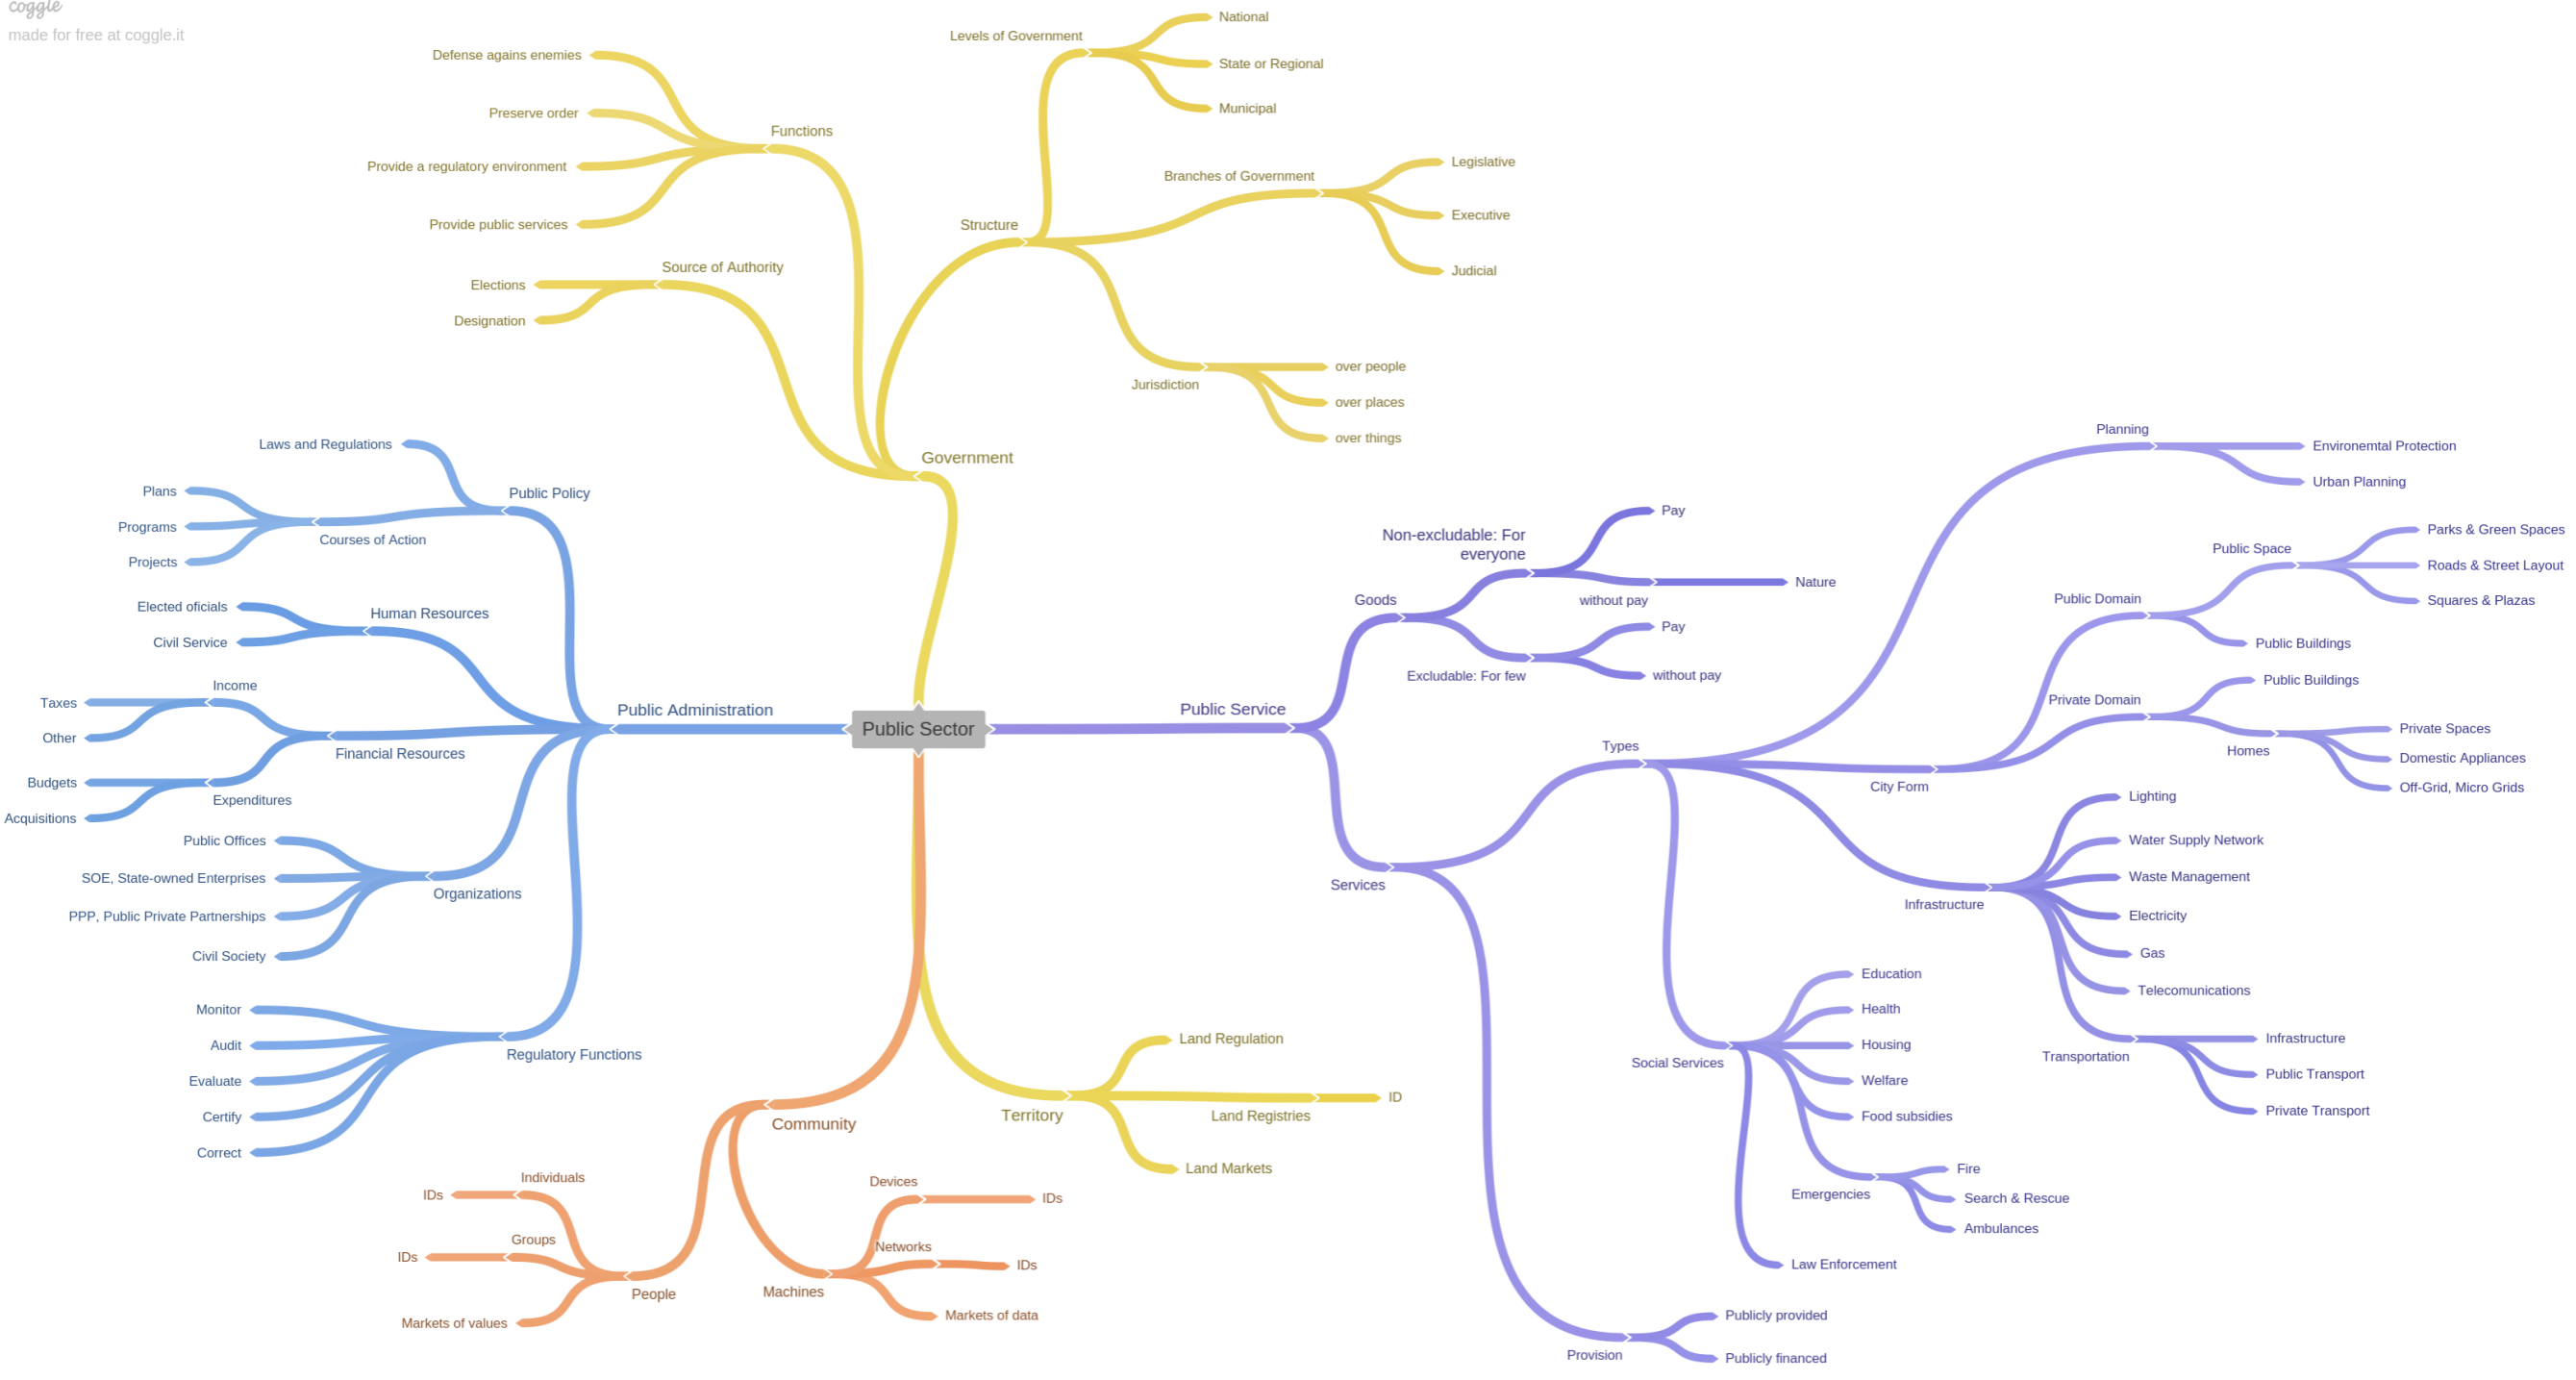 coggle
made for free at coggle.it
Public Sector
Government
Functions
Defense agains enemies
Preserve order
Provide a regulatory environment
Provide public services
Source of Authority
Elections
Designation
Structure
Levels of Government
National
State or Regional
Municipal
Branches of Government
Legislative
Executive
Judicial
Jurisdiction
over people
over places
over things
Public Administration
Public Policy
Laws and Regulations
Courses of Action
Plans
Programs
Projects
Human Resources
Elected oficials
Civil Service
Financial Resources
Income
Taxes
Other
Expenditures
Budgets
Acquisitions
Organizations
Public Offices
SOE, State-owned Enterprises
PPP, Public Private Partnerships
Civil Society
Regulatory Functions
Monitor
Audit
Evaluate
Certify
Correct
Community
People
Individuals
IDs
Groups
IDs
Markets of values
Machines
Devices
IDs
Networks
IDs
Markets of data
Territory
Land Regulation
Land Registries
ID
Land Markets
Public Service
Goods
Non-excludable: For
everyone
Pay
without pay
Nature
Excludable: For few
Pay
without pay
Services
Types
Planning
Environemtal Protection
Urban Planning
City Form
Public Domain
Public Space
Parks & Green Spaces
Roads & Street Layout
Squares & Plazas
Public Buildings
Private Domain
Public Buildings
Homes
Private Spaces
Domestic Appliances
Off-Grid, Micro Grids
Infrastructure
Lighting
Water Supply Network
Waste Management
Electricity
Gas
Telecomunications
Transportation
Infrastructure
Public Transport
Private Transport
Social Services
Education
Health
Housing
Welfare
Food subsidies
Emergencies
Fire
Search & Rescue
Ambulances
Law Enforcement
Provision
Publicly provided
Publicly financed